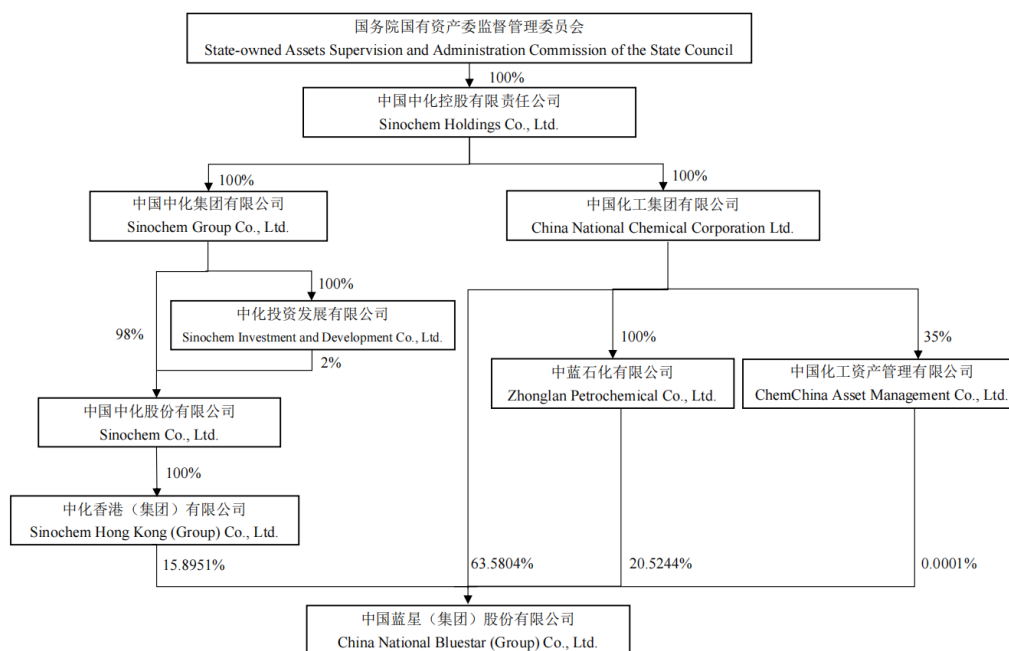 国务院国有资产委监督管理委员会
State-owned Assets Supervision and Administration Commission of the State Council
100%
中国中化控股有限责任公司
Sinochem Holdings Co., Ltd.
100%
100%
中国中化集团有限公司
Sinochem Group Co., Ltd.
中国化工集团有限公司
China National Chemical Corporation Ltd.
100%
中化投资发展有限公司
Sinochem Investment and Development Co., Ltd.
98%
2%
100%
35%
中蓝石化有限公司
Zhonglan Petrochemical Co., Ltd.
中国化工资产管理有限公司
ChemChina Asset Management Co., Ltd.
中国中化股份有限公司
Sinochem Co., Ltd.
100%
中化香港（集团）有限公司
Sinochem Hong Kong (Group) Co., Ltd.
15.8951%
63.5804%
20.5244%
0.0001%
中国蓝星（集团）股份有限公司
China National Bluestar (Group) Co., Ltd.